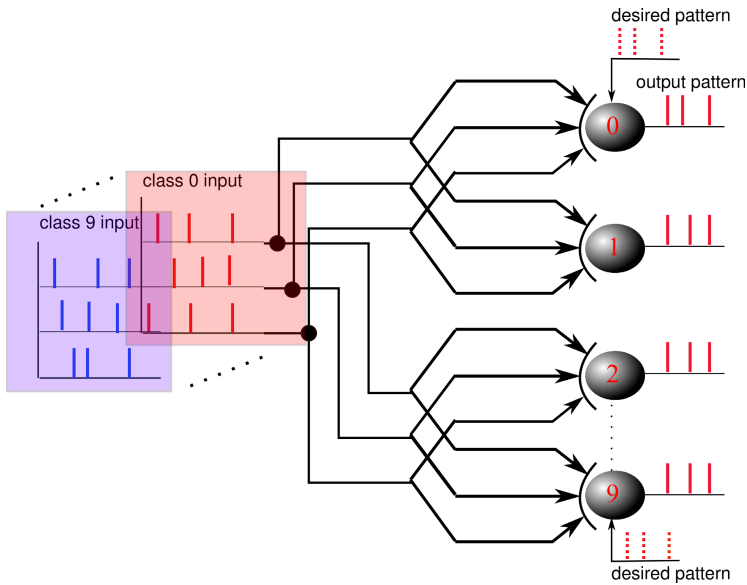 desired pattern
output pattern
0
class 0 input
class 9 input
1
2
9
desired pattern